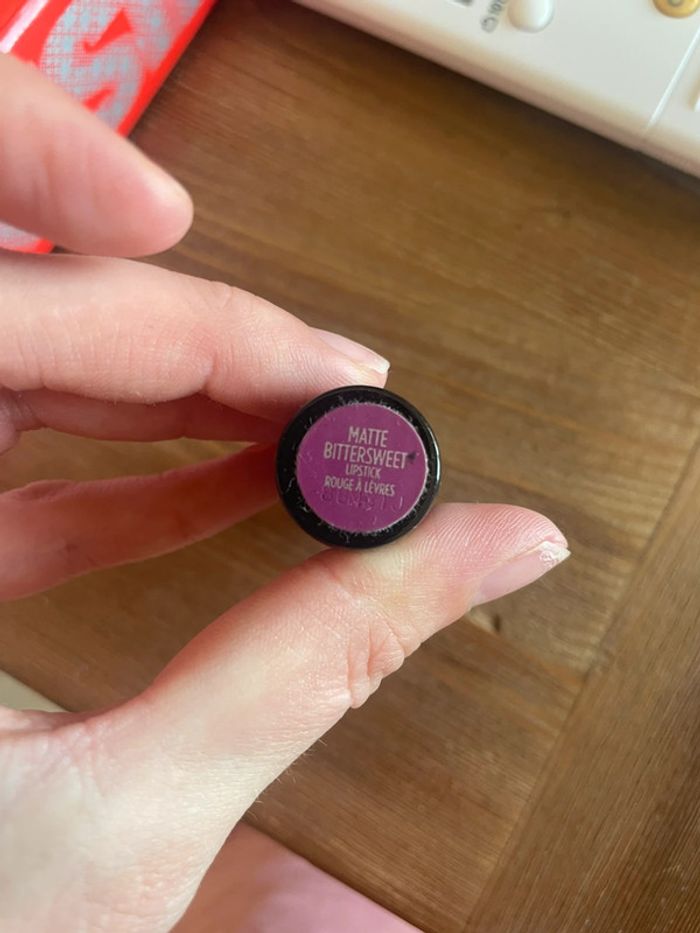 MATTE
BITTERSWEET
LIPSTICK
ROUGE À LÈVRES